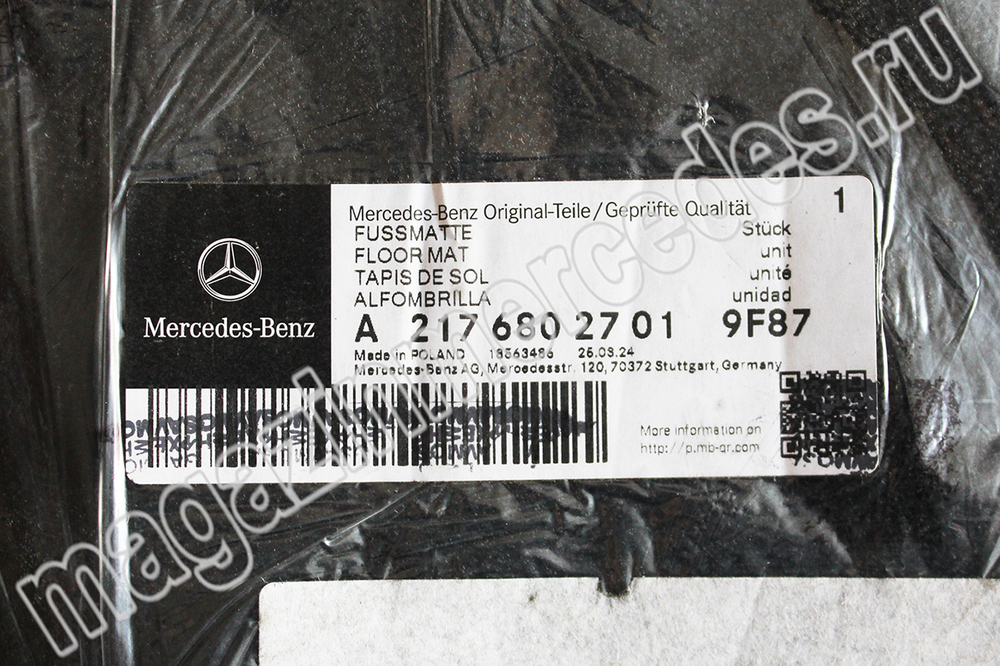 Mercedes-Benz Original-Teile/Geprüfte Qualität 1
FUSSMATTE Stück
FLOOR MAT unit
TAPIS DE SOL unité
ALFOMBRILLA unidad
A 217 680 27 01 9F87
Made in POLAND 18563486 25.03.24
Mercedes-Benz AG, Mercedesstr. 120, 70372 Stuttgart, Germany
Mercedes-Benz
More information on
http://p.mb-qr.com
magazinmercedes.ru